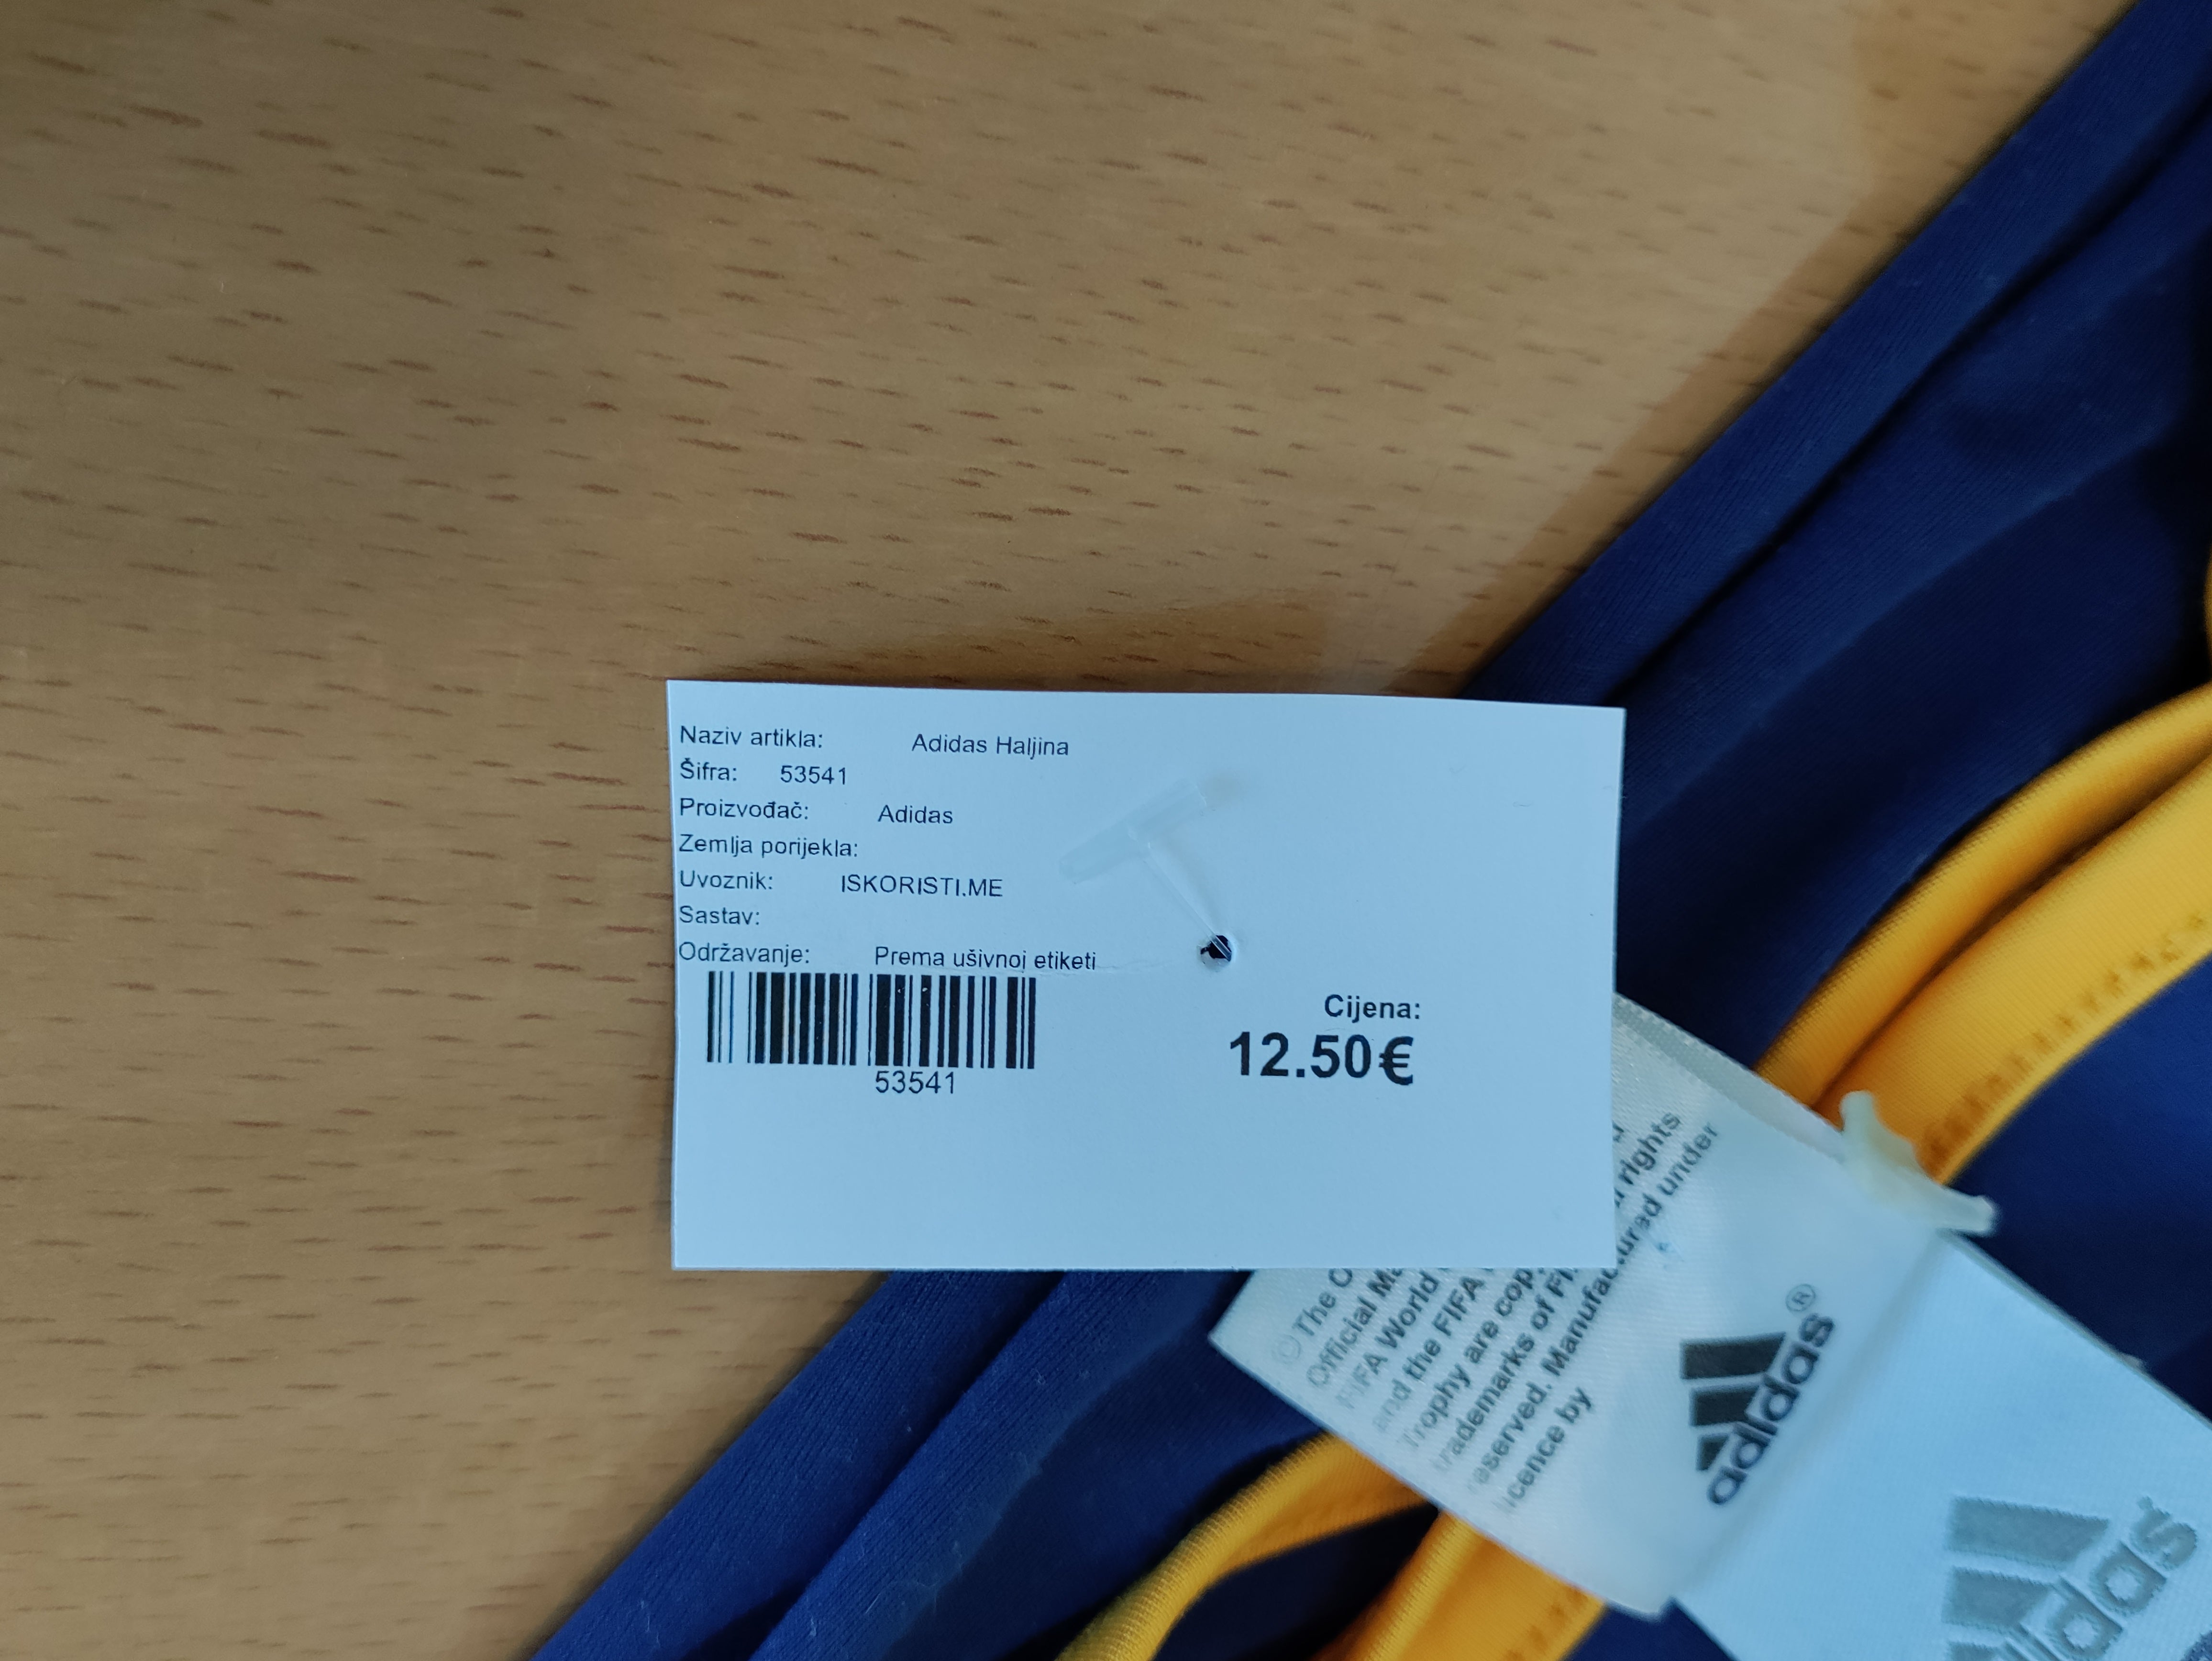 Naziv artikla: Adidas Haljina
Šifra: 53541
Proizvođač: Adidas
Zemlja porijekla:
Uvoznik: ISKORISTI.ME
Sastav:
Održavanje: Prema ušivnoj etiketi
53541
Cijena:
12.50€
rights
under
© The
Official
FIFA World
and the FIFA
Trophy are
trademarks of
reserved.
licence by
adidas®
adidas